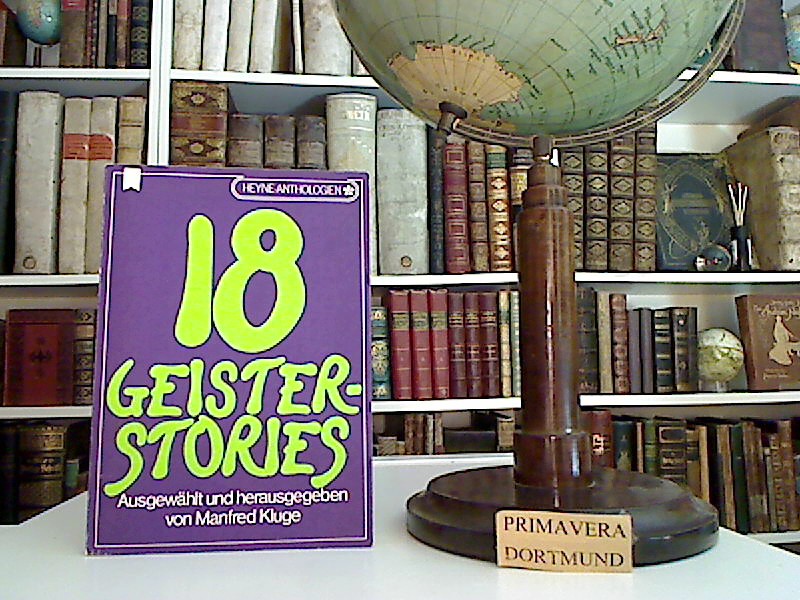 HEYNE-ANTHOLOGIEN
18
GEISTER-
STORIES
Ausgewählt und herausgegeben
von Manfred Kluge
PRIMAVERA
DORTMUND